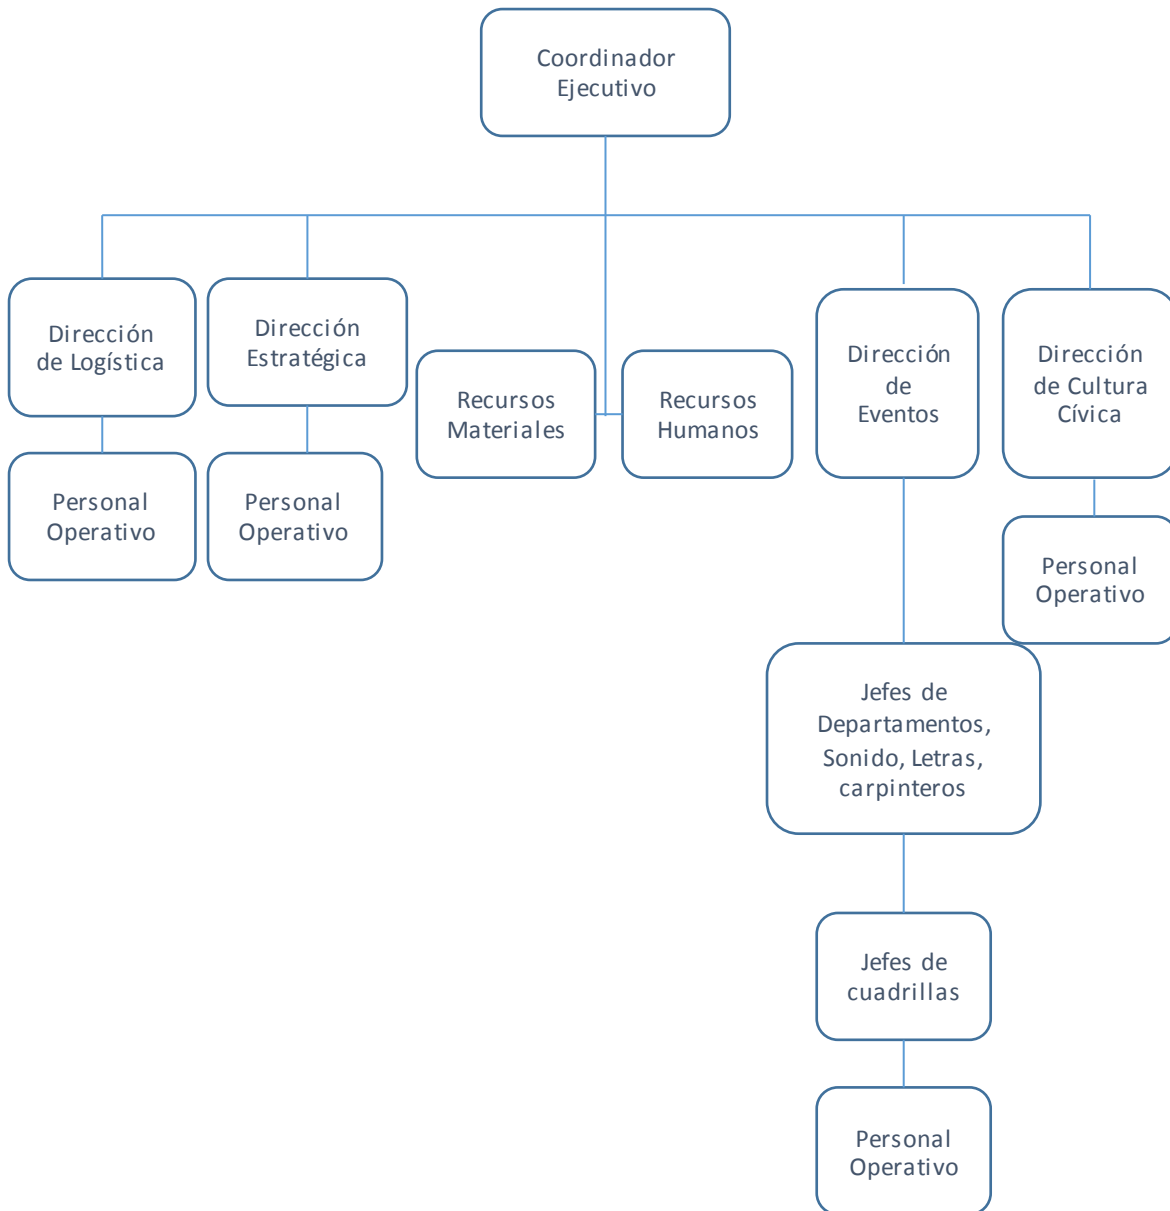 Coordinador
Ejecutivo
Dirección
de Logística
Dirección
Estratégica
Recursos
Materiales
Recursos
Humanos
Dirección
de
Eventos
Dirección
de Cultura
Cívica
Personal
Operativo
Personal
Operativo
Personal
Operativo
Jefes de
Departamentos,
Sonido, Letras,
carpinteros
Jefes de
cuadrillas
Personal
Operativo